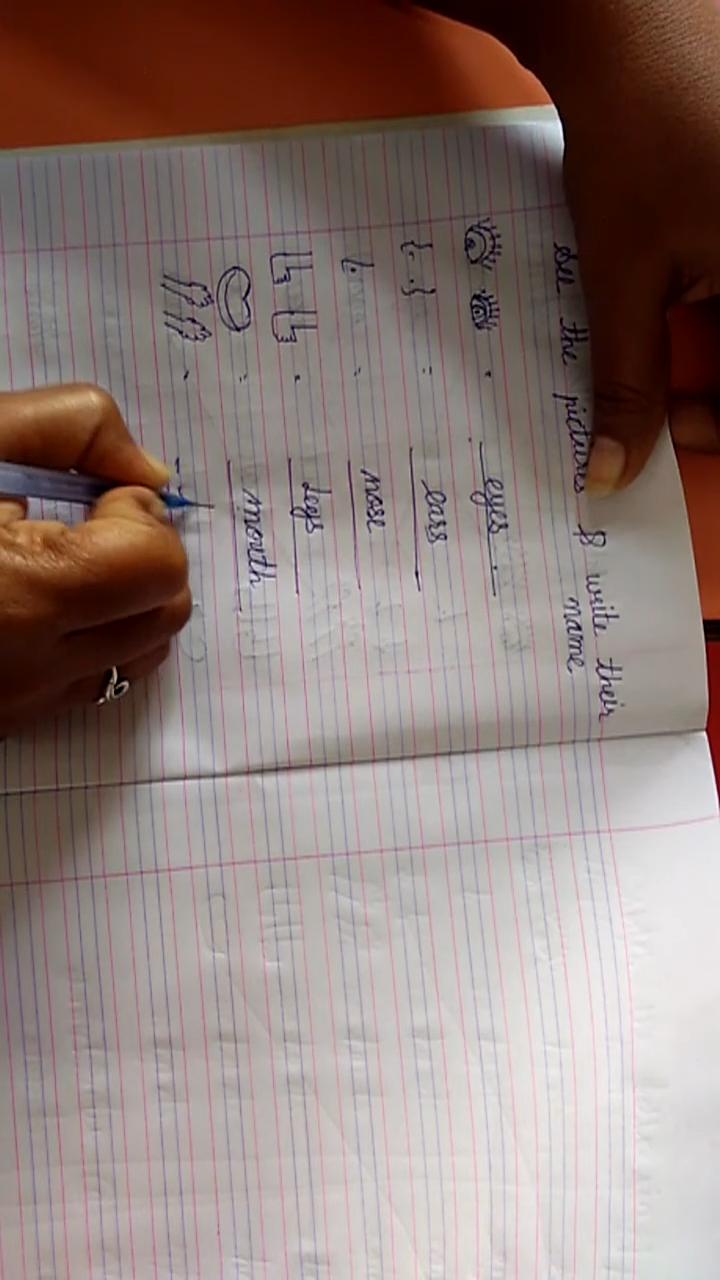 See the pictures & write their
name
eyes.
ears
nose
Legs
mouth